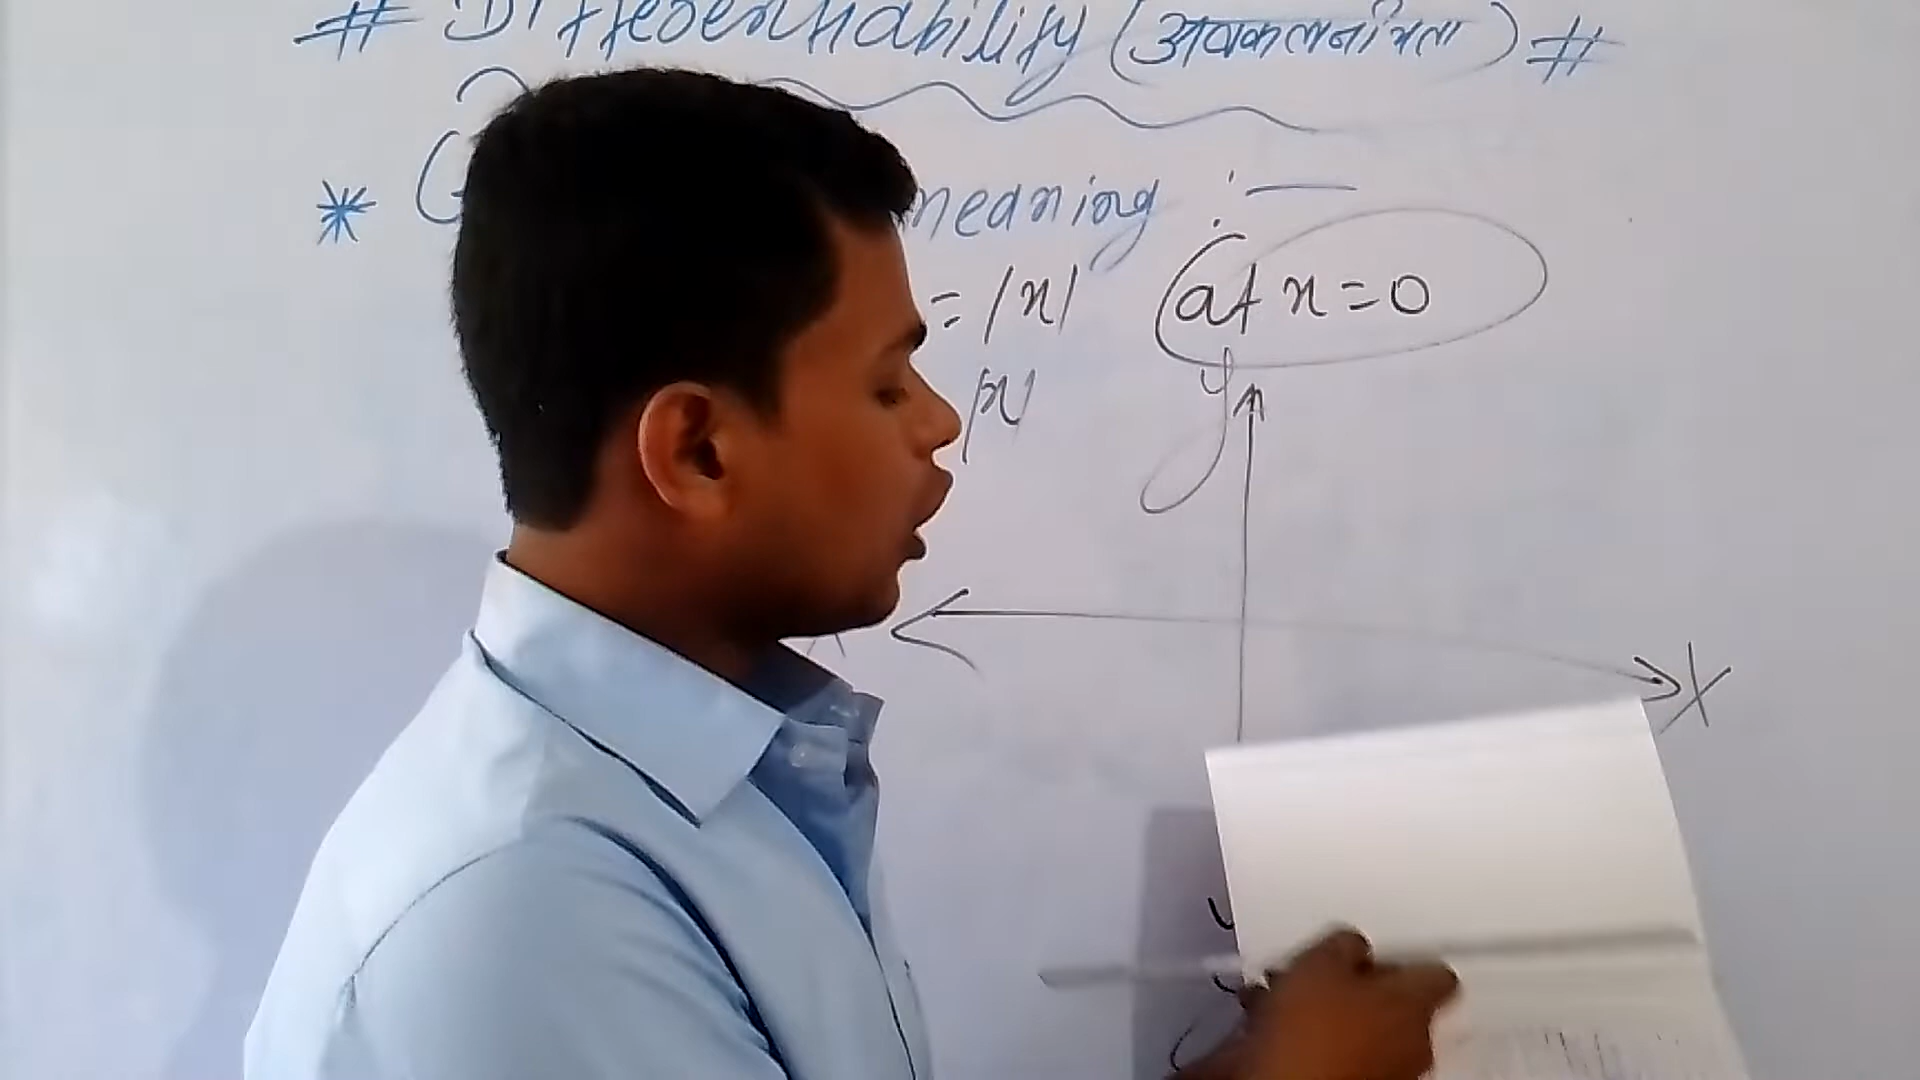 # Differentiability (अवकलनीयता) #
* meaning :—
= |x| (at x=0)
|x|
y
X